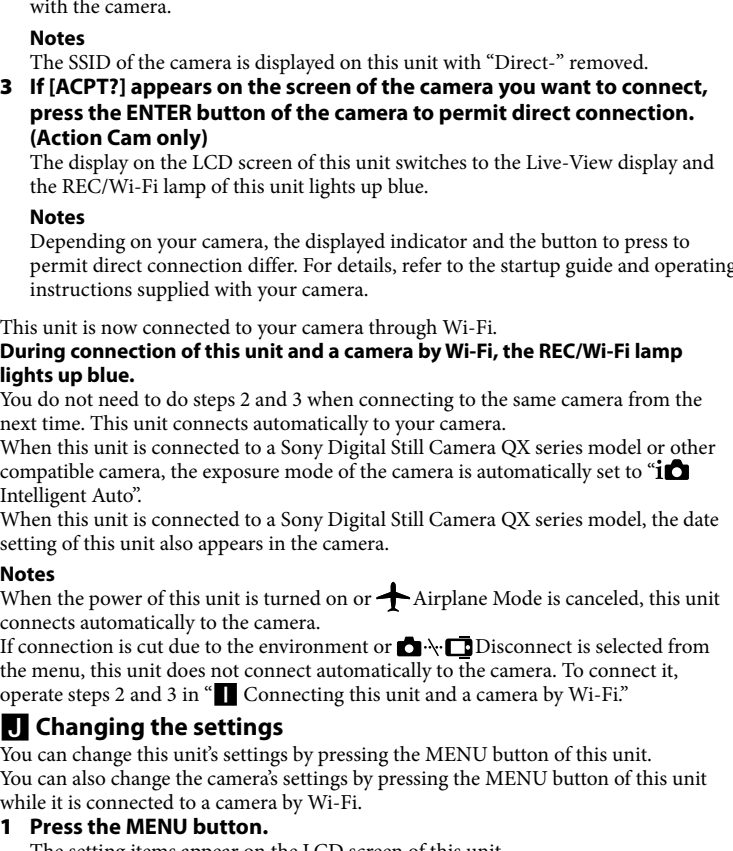 with the camera.
Notes
The SSID of the camera is displayed on this unit with “Direct-” removed.
3 If [ACPT?] appears on the screen of the camera you want to connect,
press the ENTER button of the camera to permit direct connection.
(Action Cam only)
The display on the LCD screen of this unit switches to the Live-View display and
the REC/Wi-Fi lamp of this unit lights up blue.
Notes
Depending on your camera, the displayed indicator and the button to press to
permit direct connection differ. For details, refer to the startup guide and operating
instructions supplied with your camera.
This unit is now connected to your camera through Wi-Fi.
During connection of this unit and a camera by Wi-Fi, the REC/Wi-Fi lamp
lights up blue.
You do not need to do steps 2 and 3 when connecting to the same camera from the
next time. This unit connects automatically to your camera.
When this unit is connected to a Sony Digital Still Camera QX series model or other
compatible camera, the exposure mode of the camera is automatically set to “i
Intelligent Auto”.
When this unit is connected to a Sony Digital Still Camera QX series model, the date
setting of this unit also appears in the camera.
Notes
When the power of this unit is turned on or Airplane Mode is canceled, this unit
connects automatically to the camera.
If connection is cut due to the environment or Disconnect is selected from
the menu, this unit does not connect automatically to the camera. To connect it,
operate steps 2 and 3 in “I Connecting this unit and a camera by Wi-Fi.”
J Changing the settings
You can change this unit’s settings by pressing the MENU button of this unit.
You can also change the camera’s settings by pressing the MENU button of this unit
while it is connected to a camera by Wi-Fi.
1 Press the MENU button.
The setting items appear on the LCD screen of this unit.